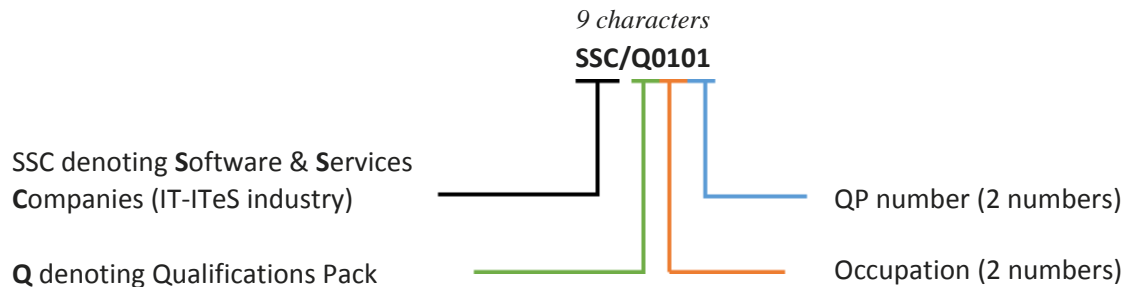 9 characters
SSC/Q0101
SSC denoting Software & Services
Companies (IT-ITeS industry)
QP number (2 numbers)
Q denoting Qualifications Pack
Occupation (2 numbers)